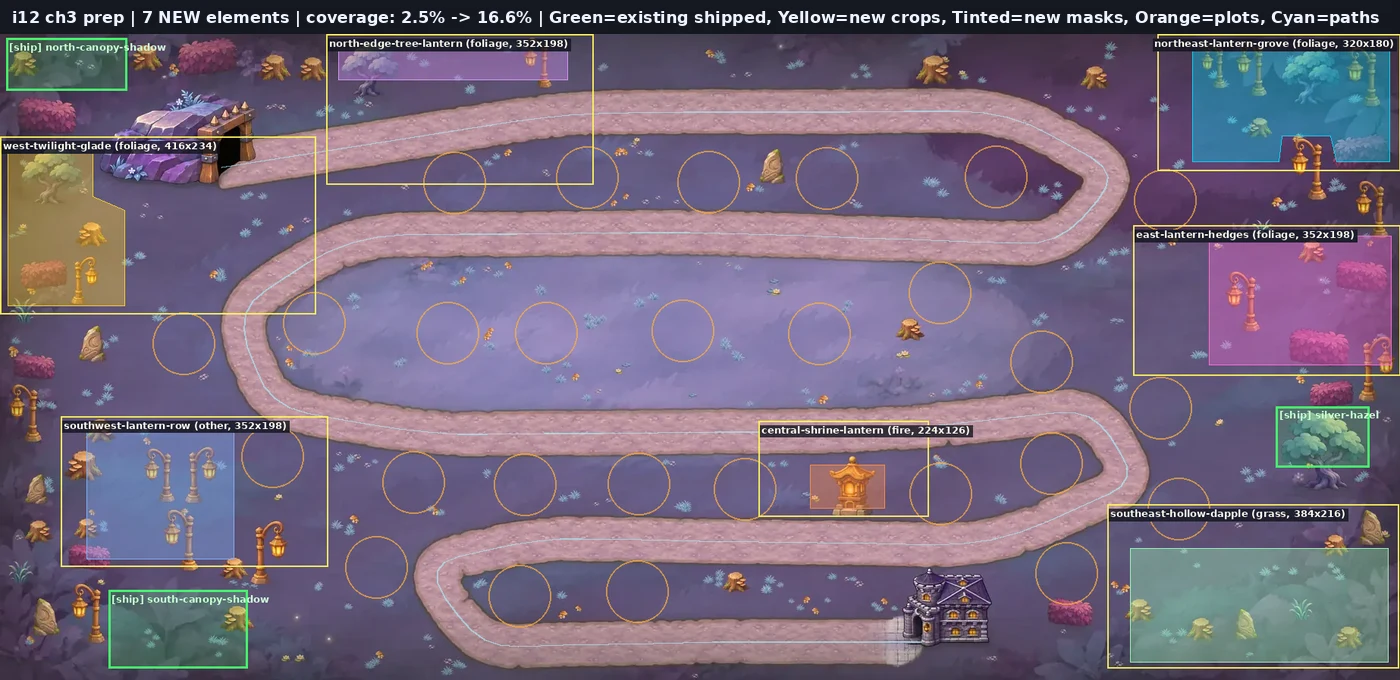 i12 ch3 prep | 7 NEW elements | coverage: 2.5% -> 16.6% | Green=existing shipped, Yellow=new crops, Tinted=new masks, Orange=plots, Cyan=paths
[ship] north-canopy-shadow
north-edge-tree-lantern (foliage, 352x198)
northeast-lantern-grove (foliage, 320x180)
west-twilight-glade (foliage, 416x234)
east-lantern-hedges (foliage, 352x198)
[ship] silver-hazel
southwest-lantern-row (other, 352x198)
central-shrine-lantern (fire, 224x126)
southeast-hollow-dapple (grass, 384x216)
[ship] south-canopy-shadow